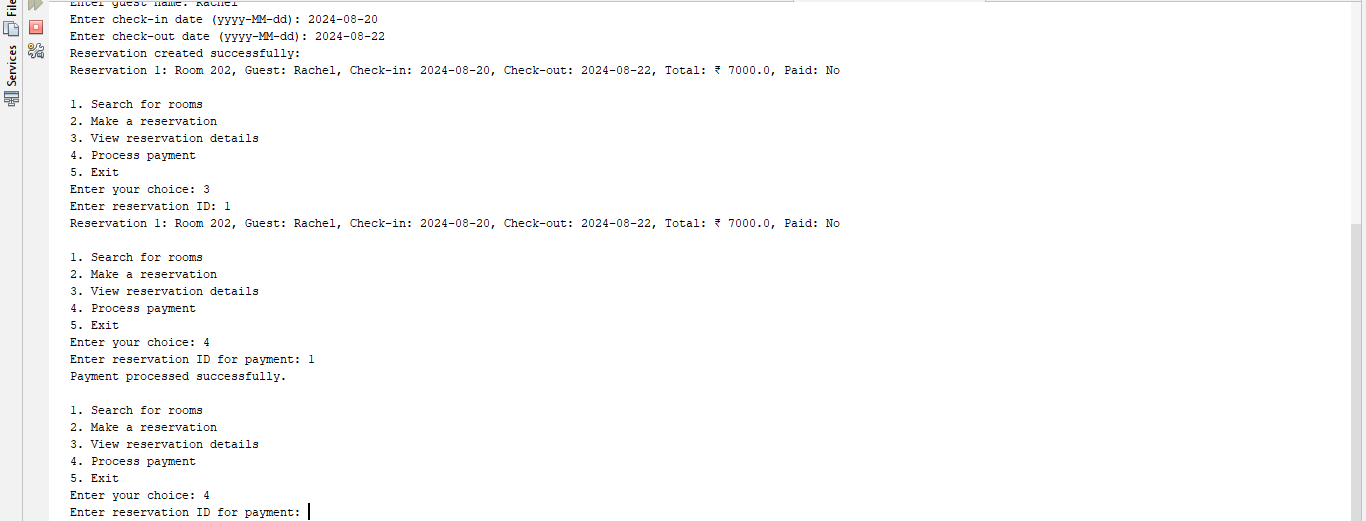 Enter guest name: Rachel
Enter check-in date (yyyy-MM-dd): 2024-08-20
Enter check-out date (yyyy-MM-dd): 2024-08-22
Reservation created successfully:
Reservation 1: Room 202, Guest: Rachel, Check-in: 2024-08-20, Check-out: 2024-08-22, Total: ₹ 7000.0, Paid: No
1. Search for rooms
2. Make a reservation
3. View reservation details
4. Process payment
5. Exit
Enter your choice: 3
Enter reservation ID: 1
Reservation 1: Room 202, Guest: Rachel, Check-in: 2024-08-20, Check-out: 2024-08-22, Total: ₹ 7000.0, Paid: No
1. Search for rooms
2. Make a reservation
3. View reservation details
4. Process payment
5. Exit
Enter your choice: 4
Enter reservation ID for payment: 1
Payment processed successfully.
1. Search for rooms
2. Make a reservation
3. View reservation details
4. Process payment
5. Exit
Enter your choice: 4
Enter reservation ID for payment:
Services